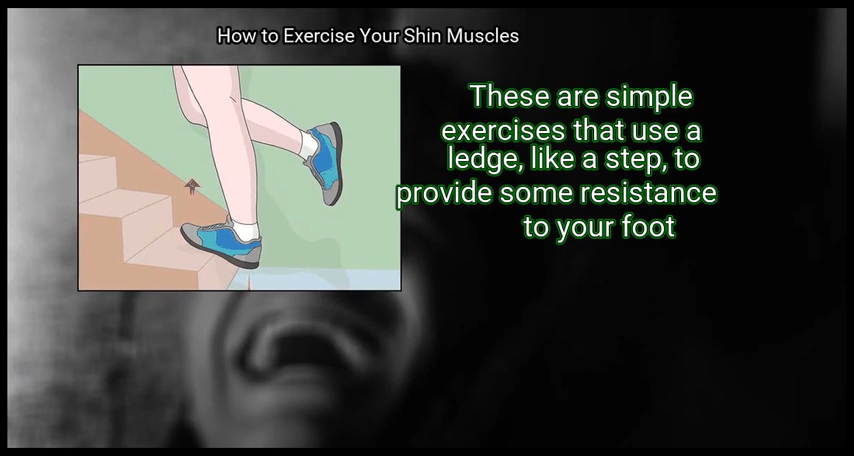 How to Exercise Your Shin Muscles
These are simple
exercises that use a
ledge, like a step, to
provide some resistance
to your foot